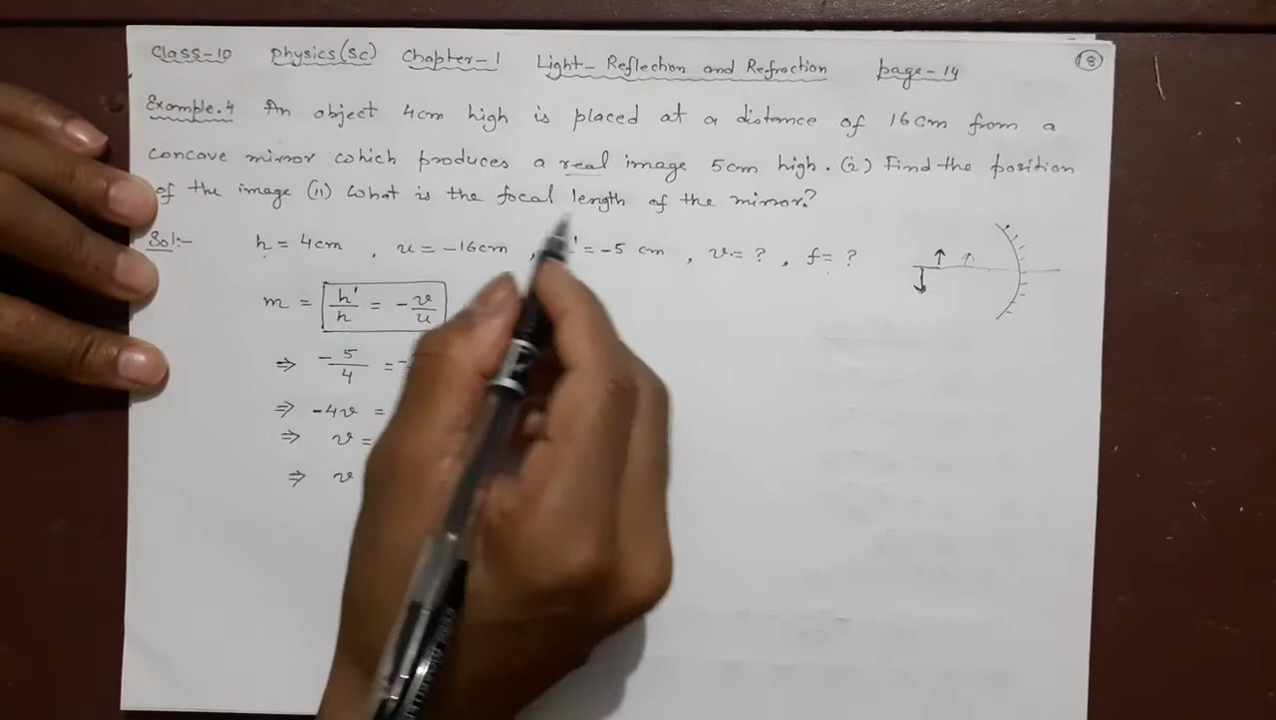 Class-10 Physics(sc) Chapter-1 Light- Reflection and Refraction page-14 18
Example.4 An object 4cm high is placed at a distance of 16cm from a
concave mirror which produces a real image 5cm high. (i) Find the position
of the image (ii) What is the focal length of the mirror?
Sol:- h = 4cm , u = -16cm , ' = -5 cm , v = ? , f = ?
m = h'/h = - v/u
⇒ - 5/4 = -
⇒ -4v =
⇒ v =
⇒ v